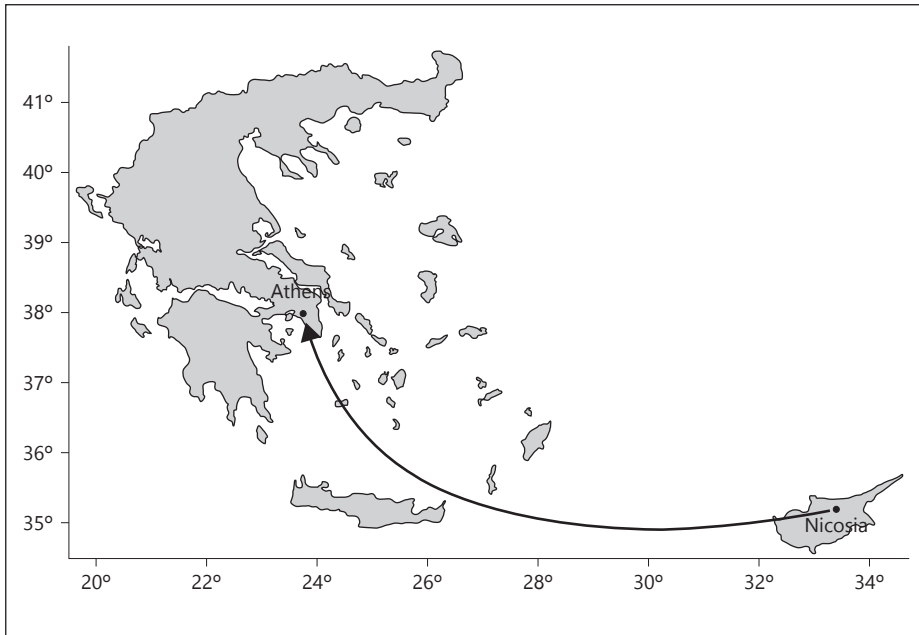 41º
40º
39º
38º
37º
36º
35º
Athens
Nicosia
20º
22º
24º
26º
28º
30º
32º
34º